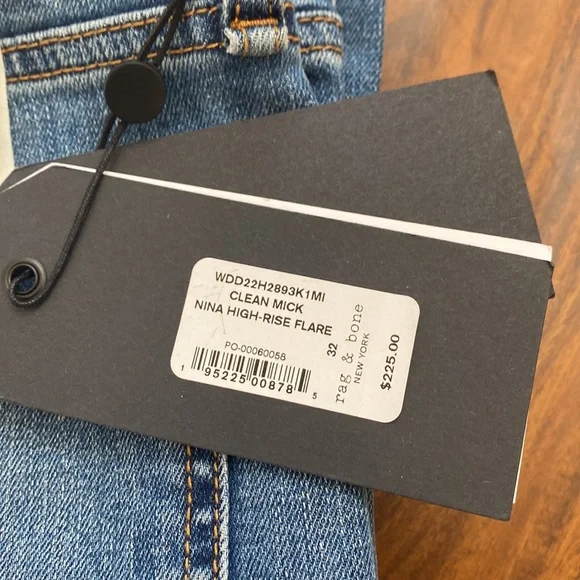 WDD22H2893K1MI
CLEAN MICK
NINA HIGH-RISE FLARE
PO-00060058
1 95225 00878 5
32
rag & bone
NEW YORK
$225.00